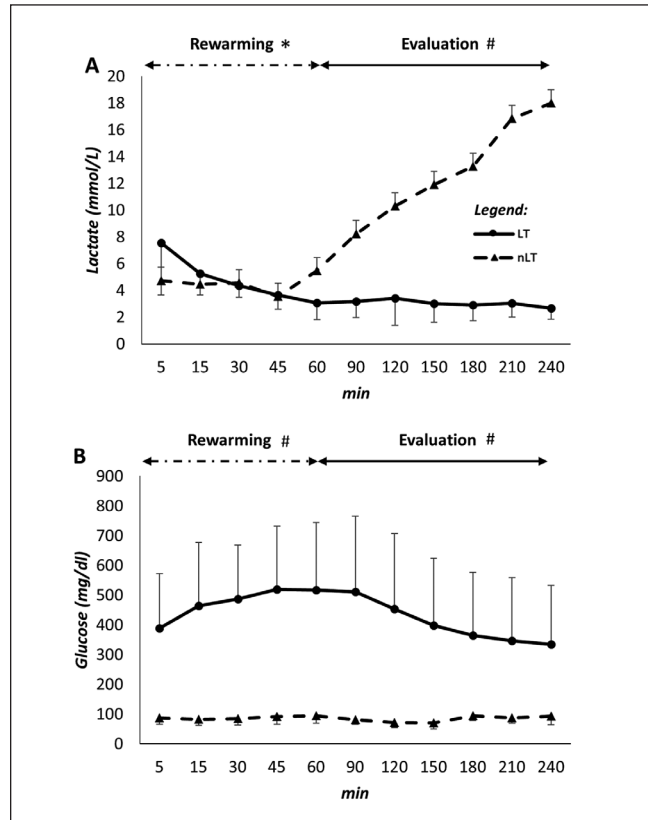 Rewarming * Evaluation #
A
20
18
16
14
12
10
8
6
4
2
0
Lactate (mmol/L)
Legend:
LT
nLT
5 15 30 45 60 90 120 150 180 210 240
min
Rewarming # Evaluation #
B
900
800
700
600
500
400
300
200
100
0
Glucose (mg/dl)
5 15 30 45 60 90 120 150 180 210 240
min